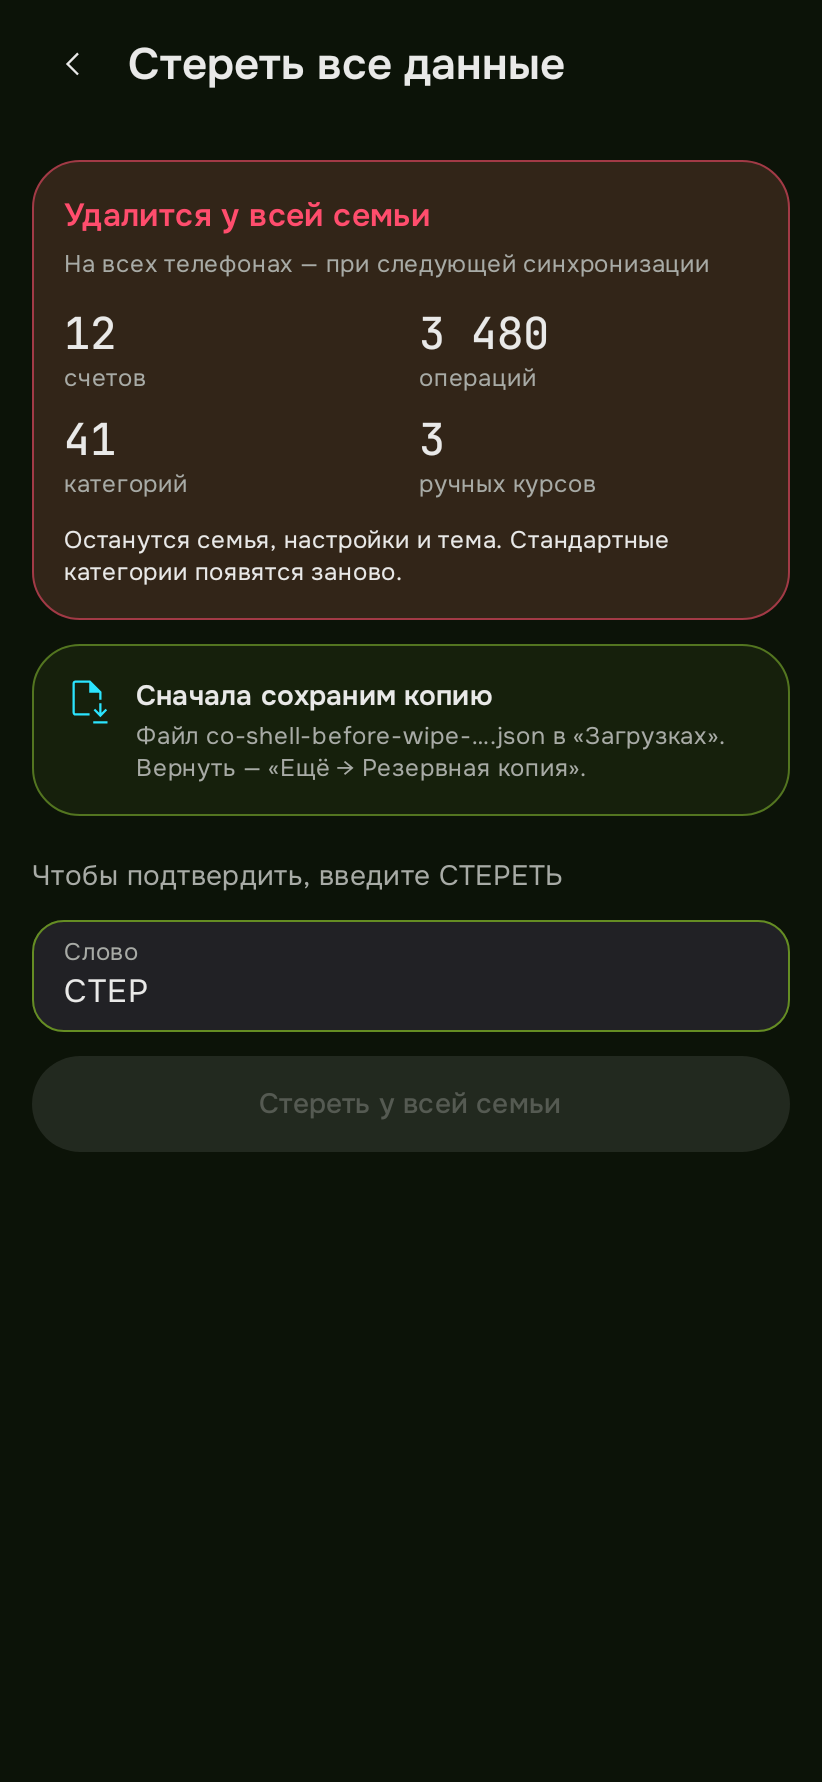 Стереть все данные
Удалится у всей семьи
На всех телефонах — при следующей синхронизации
12
счетов
3 480
операций
41
категорий
3
ручных курсов
Останутся семья, настройки и тема. Стандартные
категории появятся заново.
Сначала сохраним копию
Файл co-shell-before-wipe-….json в «Загрузках».
Вернуть — «Ещё → Резервная копия».
Чтобы подтвердить, введите СТЕРЕТЬ
Слово
СТЕР
Стереть у всей семьи